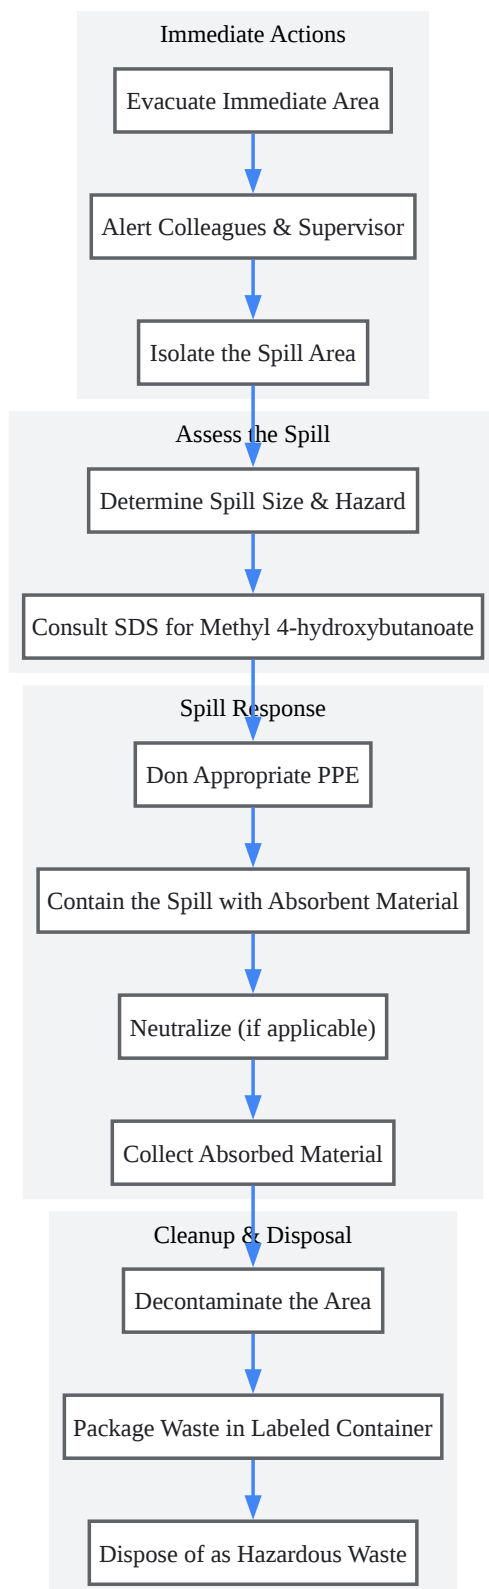 Immediate Actions
Evacuate Immediate Area
Alert Colleagues & Supervisor
Isolate the Spill Area
Assess the Spill
Determine Spill Size & Hazard
Consult SDS for Methyl 4-hydroxybutanoate
Spill Response
Don Appropriate PPE
Contain the Spill with Absorbent Material
Neutralize (if applicable)
Collect Absorbed Material
Cleanup & Disposal
Decontaminate the Area
Package Waste in Labeled Container
Dispose of as Hazardous Waste